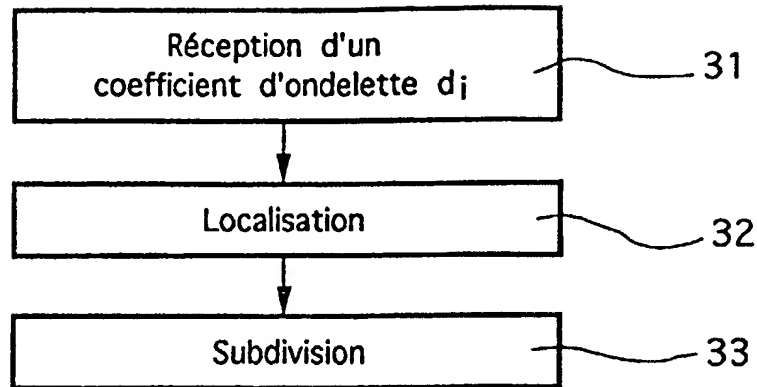 Réception d'un
coefficient d'ondelette di
31
Localisation
32
Subdivision
33